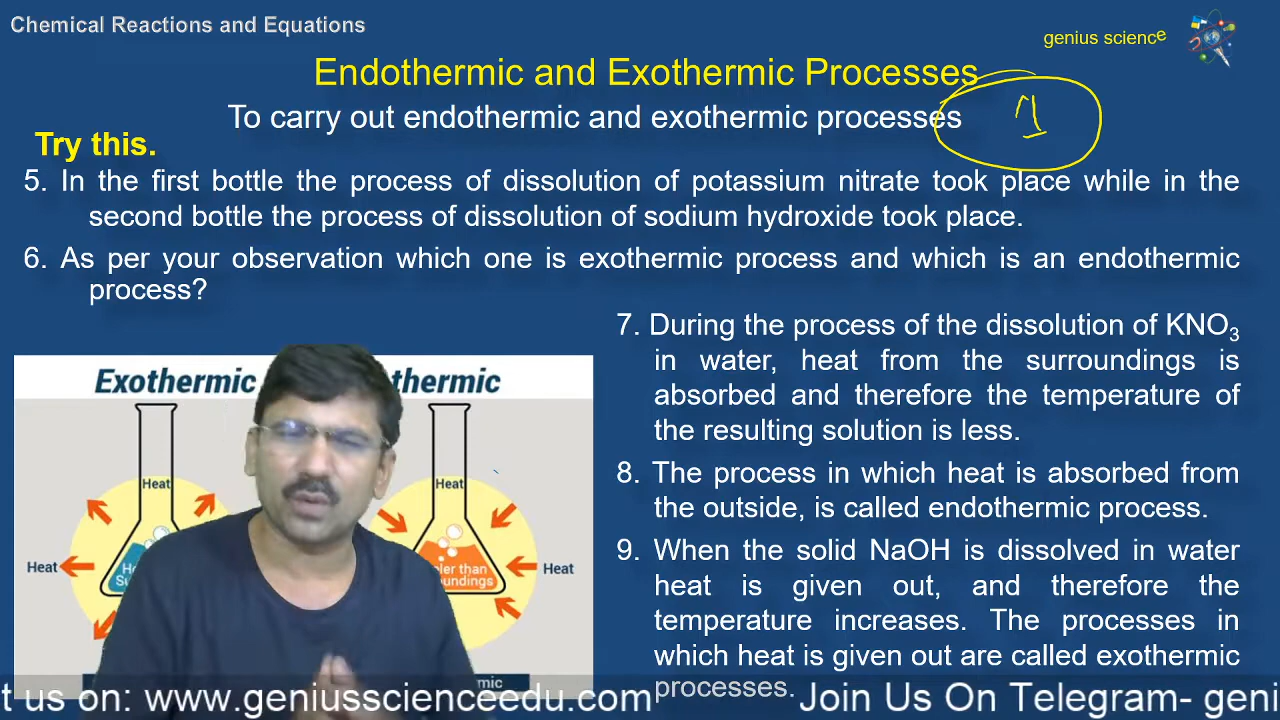 Chemical Reactions and Equations
genius science
Endothermic and Exothermic Processes
To carry out endothermic and exothermic processes
1
Try this.
5. In the first bottle the process of dissolution of potassium nitrate took place while in the
second bottle the process of dissolution of sodium hydroxide took place.
6. As per your observation which one is exothermic process and which is an endothermic
process?
7. During the process of the dissolution of KNO3
in water, heat from the surroundings is
absorbed and therefore the temperature of
the resulting solution is less.
8. The process in which heat is absorbed from
the outside, is called endothermic process.
9. When the solid NaOH is dissolved in water
heat is given out, and therefore the
temperature increases. The processes in
which heat is given out are called exothermic
processes.
Exothermic
thermic
Heat
Heat
Heat
Heat
t us on: www.geniusscienceedu.com
Join Us On Telegram- geni